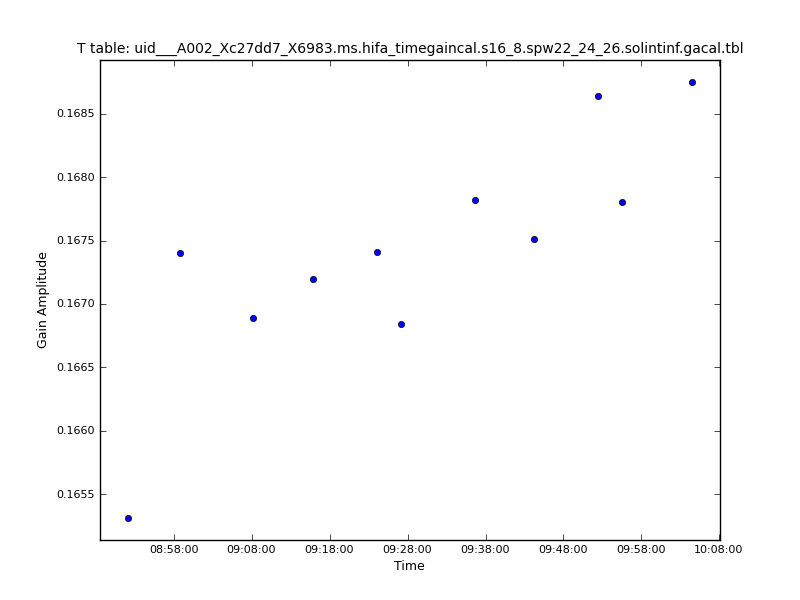 T table: uid___A002_Xc27dd7_X6983.ms.hifa_timegaincal.s16_8.spw22_24_26.solintinf.gacal.tbl
Gain Amplitude
0.1685
0.1680
0.1675
0.1670
0.1665
0.1660
0.1655
08:58:00 09:08:00 09:18:00 09:28:00 09:38:00 09:48:00 09:58:00 10:08:00
Time